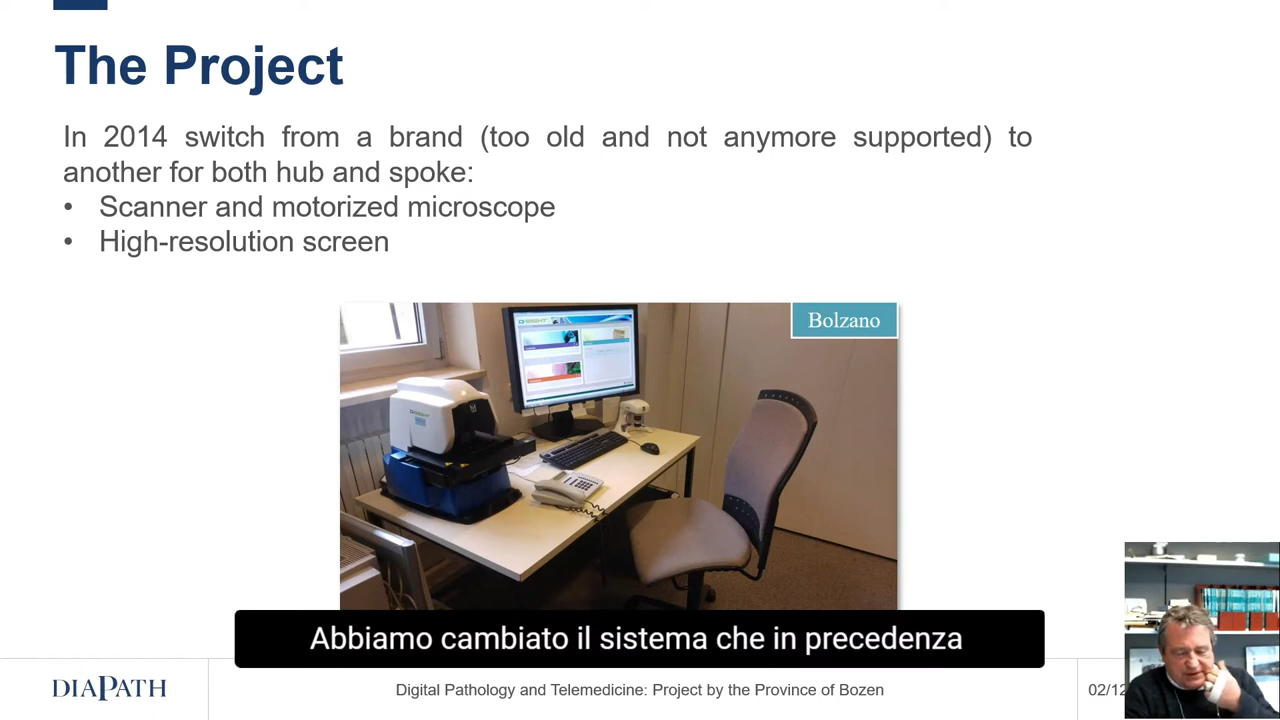 The Project
In 2014 switch from a brand (too old and not anymore supported) to
another for both hub and spoke:
• Scanner and motorized microscope
• High-resolution screen
Bolzano
D-SIGHT
Abbiamo cambiato il sistema che in precedenza
DIAPATH
Digital Pathology and Telemedicine: Project by the Province of Bozen
02/12